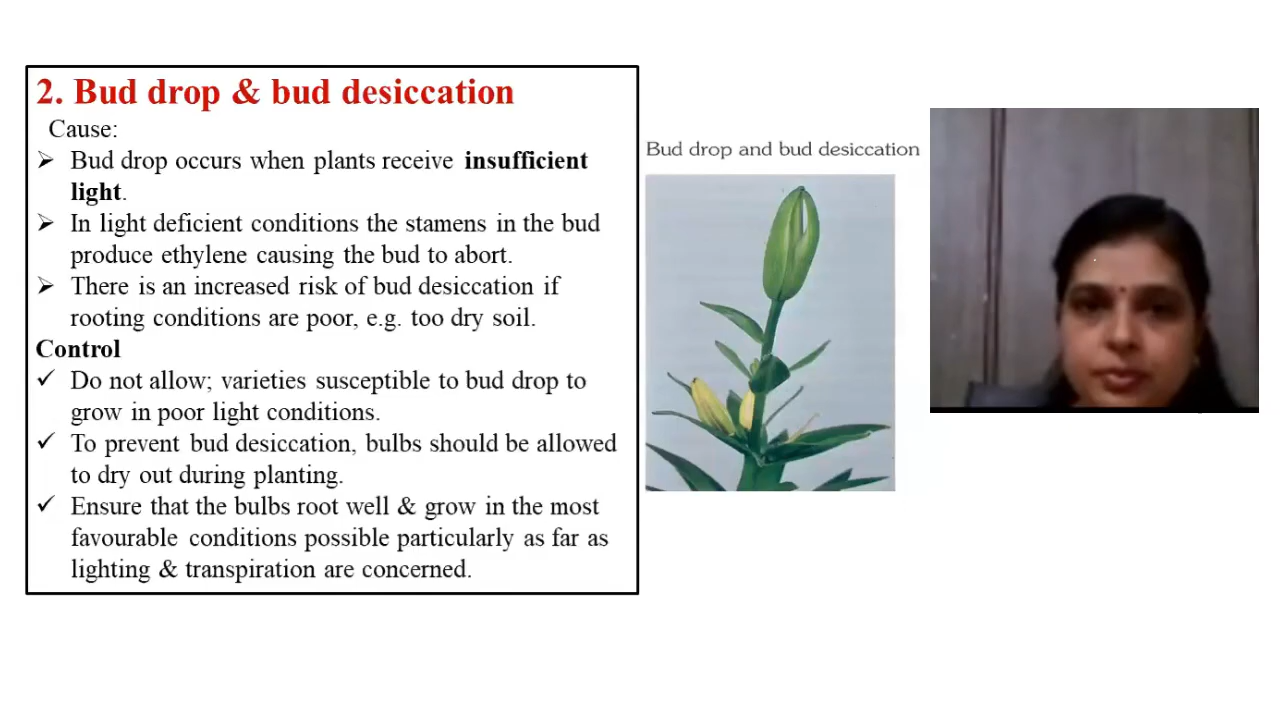 2. Bud drop & bud desiccation
Cause:
➢ Bud drop occurs when plants receive insufficient
light.
➢ In light deficient conditions the stamens in the bud
produce ethylene causing the bud to abort.
➢ There is an increased risk of bud desiccation if
rooting conditions are poor, e.g. too dry soil.
Control
✓ Do not allow; varieties susceptible to bud drop to
grow in poor light conditions.
✓ To prevent bud desiccation, bulbs should be allowed
to dry out during planting.
✓ Ensure that the bulbs root well & grow in the most
favourable conditions possible particularly as far as
lighting & transpiration are concerned.
Bud drop and bud desiccation